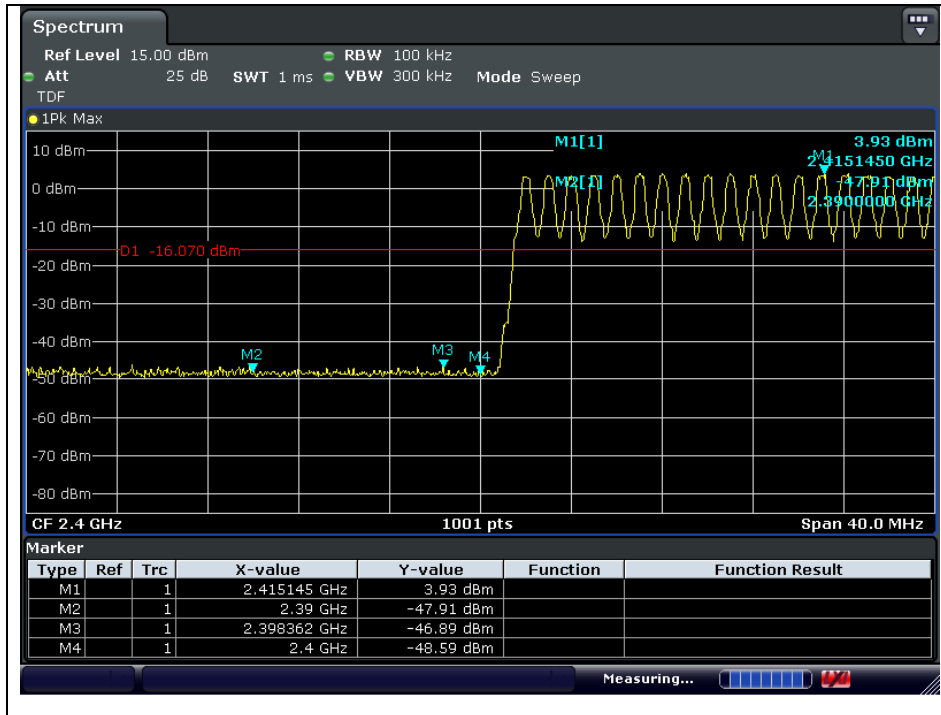 Spectrum
Ref Level 15.00 dBm RBW 100 kHz
Att 25 dB SWT 1 ms VBW 300 kHz Mode Sweep
TDF
1Pk Max
M1[1] 3.93 dBm
2.4151450 GHz
M1
M2[1] -47.91 dBm
2.3900000 GHz
10 dBm
0 dBm
-10 dBm
D1 -16.070 dBm
-20 dBm
-30 dBm
-40 dBm
M2 M3 M4
-50 dBm
-60 dBm
-70 dBm
-80 dBm
CF 2.4 GHz 1001 pts Span 40.0 MHz
Marker
Type Ref Trc X-value Y-value Function Function Result
M1 1 2.415145 GHz 3.93 dBm
M2 1 2.39 GHz -47.91 dBm
M3 1 2.398362 GHz -46.89 dBm
M4 1 2.4 GHz -48.59 dBm
Measuring...